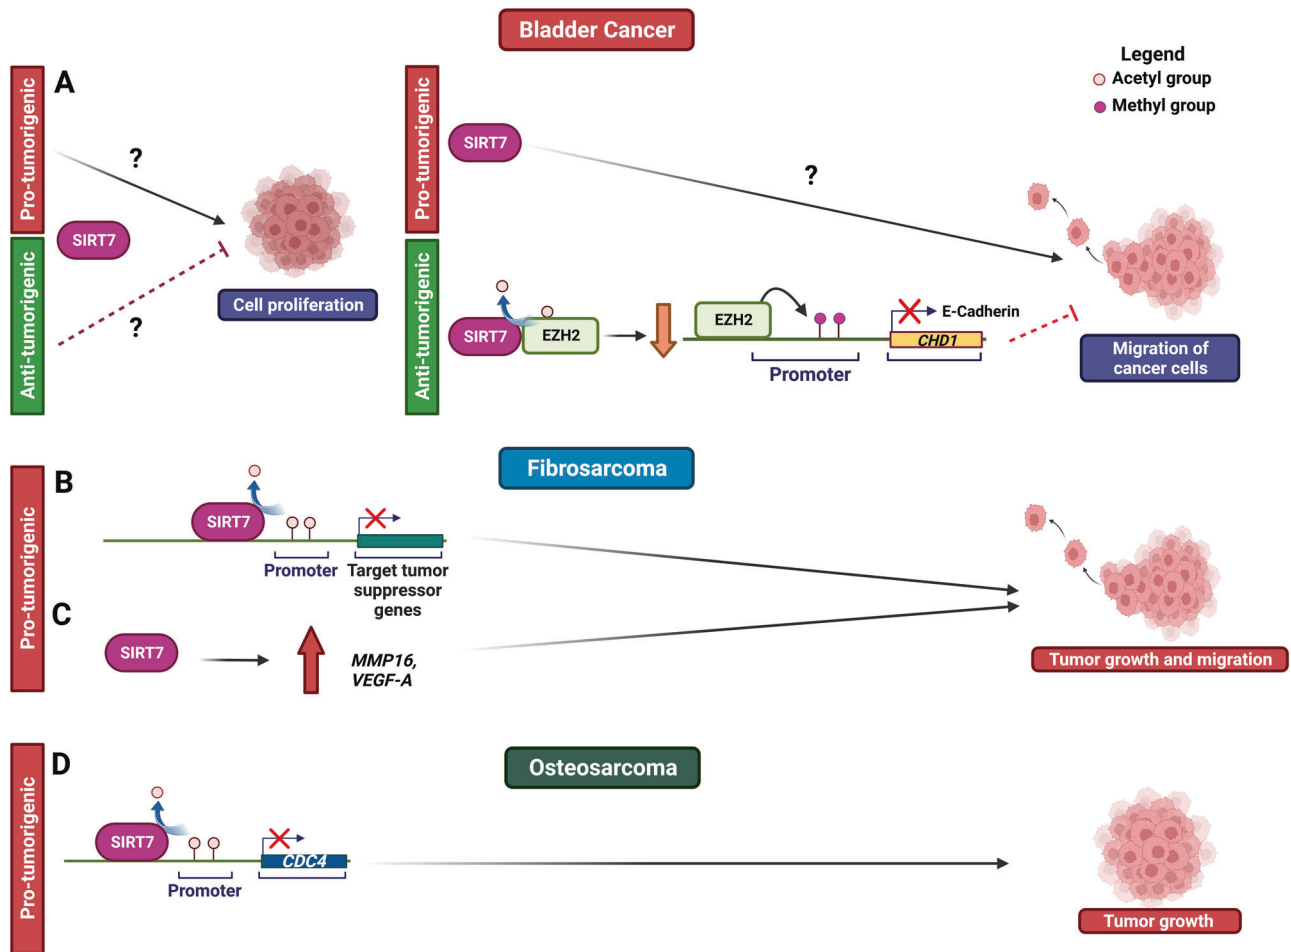 Bladder Cancer
Legend
Acetyl group
Methyl group
A
Pro-tumorigenic
Anti-tumorigenic
?
SIRT7
?
Cell proliferation
Pro-tumorigenic
Anti-tumorigenic
SIRT7
?
SIRT7
EZH2
EZH2
E-Cadherin
CHD1
Promoter
Migration of
cancer cells
Fibrosarcoma
Pro-tumorigenic
B
SIRT7
Promoter
Target tumor
suppressor
genes
C
SIRT7
MMP16,
VEGF-A
Tumor growth and migration
Osteosarcoma
Pro-tumorigenic
D
SIRT7
CDC4
Promoter
Tumor growth